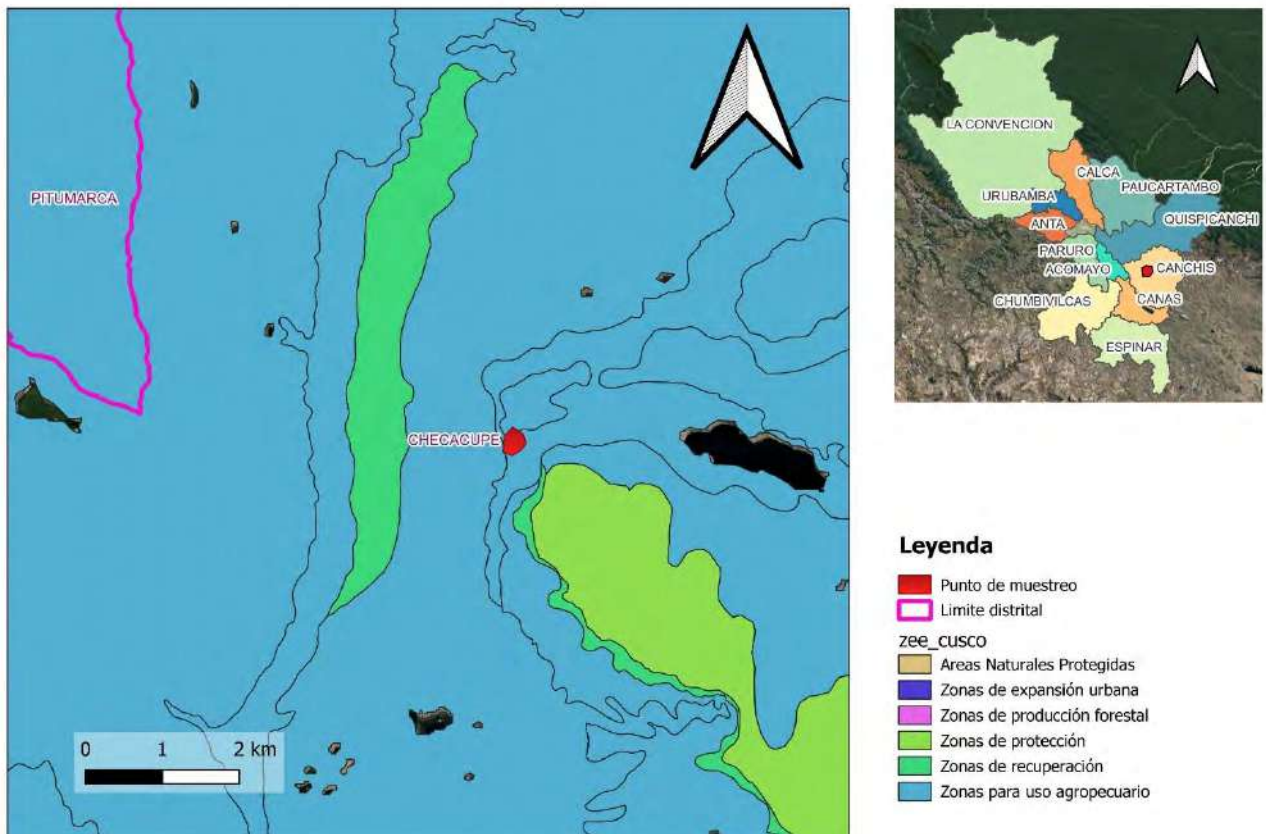 PITUMARCA
CHECACUPE
0 1 2 km
LA CONVENCION
CALCA
PAUCARTAMBO
URUBAMBA
QUISPICANCHI
ANTA
PARURO
ACOMAYO
CANCHIS
CHUMBIVILCAS
CANAS
ESPINAR
Leyenda
Punto de muestreo
Limite distrital
zee_cusco
Areas Naturales Protegidas
Zonas de expansión urbana
Zonas de producción forestal
Zonas de protección
Zonas de recuperación
Zonas para uso agropecuario